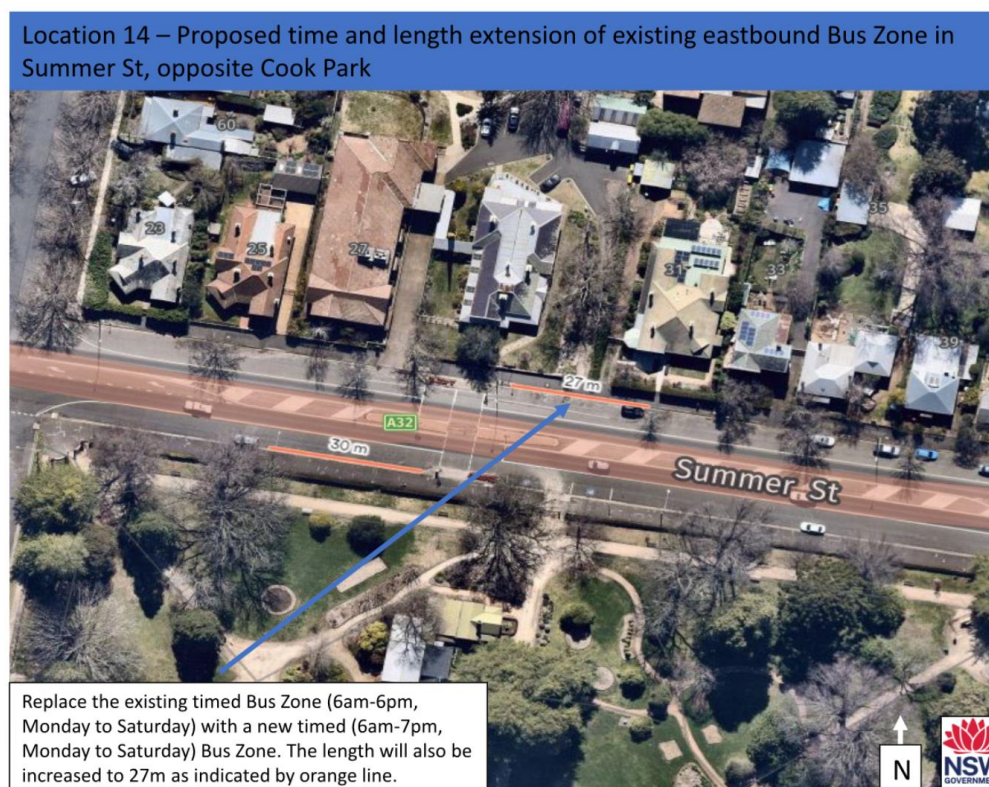 Location 14 – Proposed time and length extension of existing eastbound Bus Zone in
Summer St, opposite Cook Park
60
23
25
27
31
33
35
39
27 m
A32
30 m
Summer St
Replace the existing timed Bus Zone (6am-6pm,
Monday to Saturday) with a new timed (6am-7pm,
Monday to Saturday) Bus Zone. The length will also be
increased to 27m as indicated by orange line.
N
NSW
GOVERNMENT